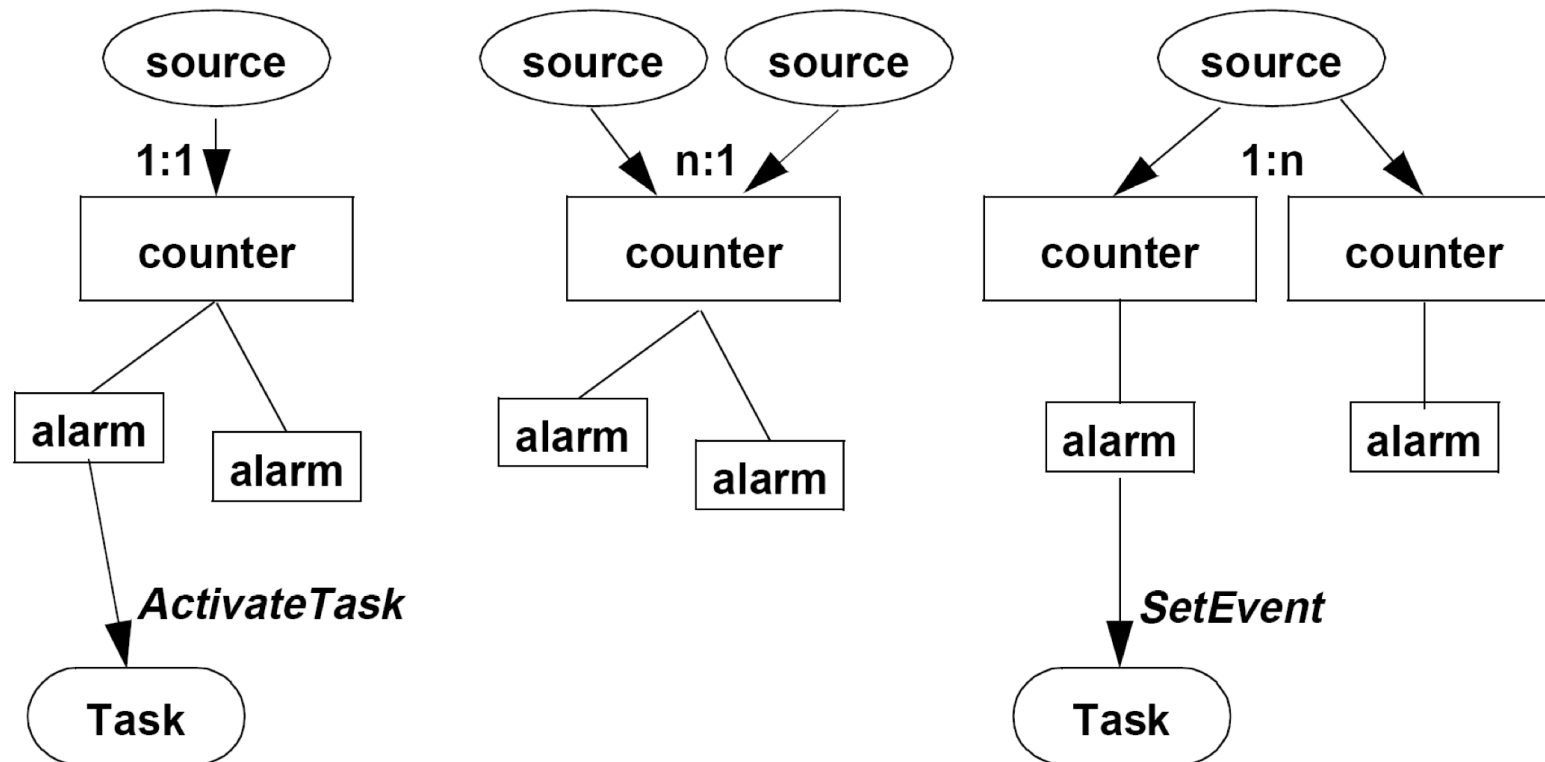 source
source
source
source
1:1
n:1
1:n
counter
counter
counter
counter
alarm
alarm
alarm
alarm
alarm
alarm
ActivateTask
SetEvent
Task
Task